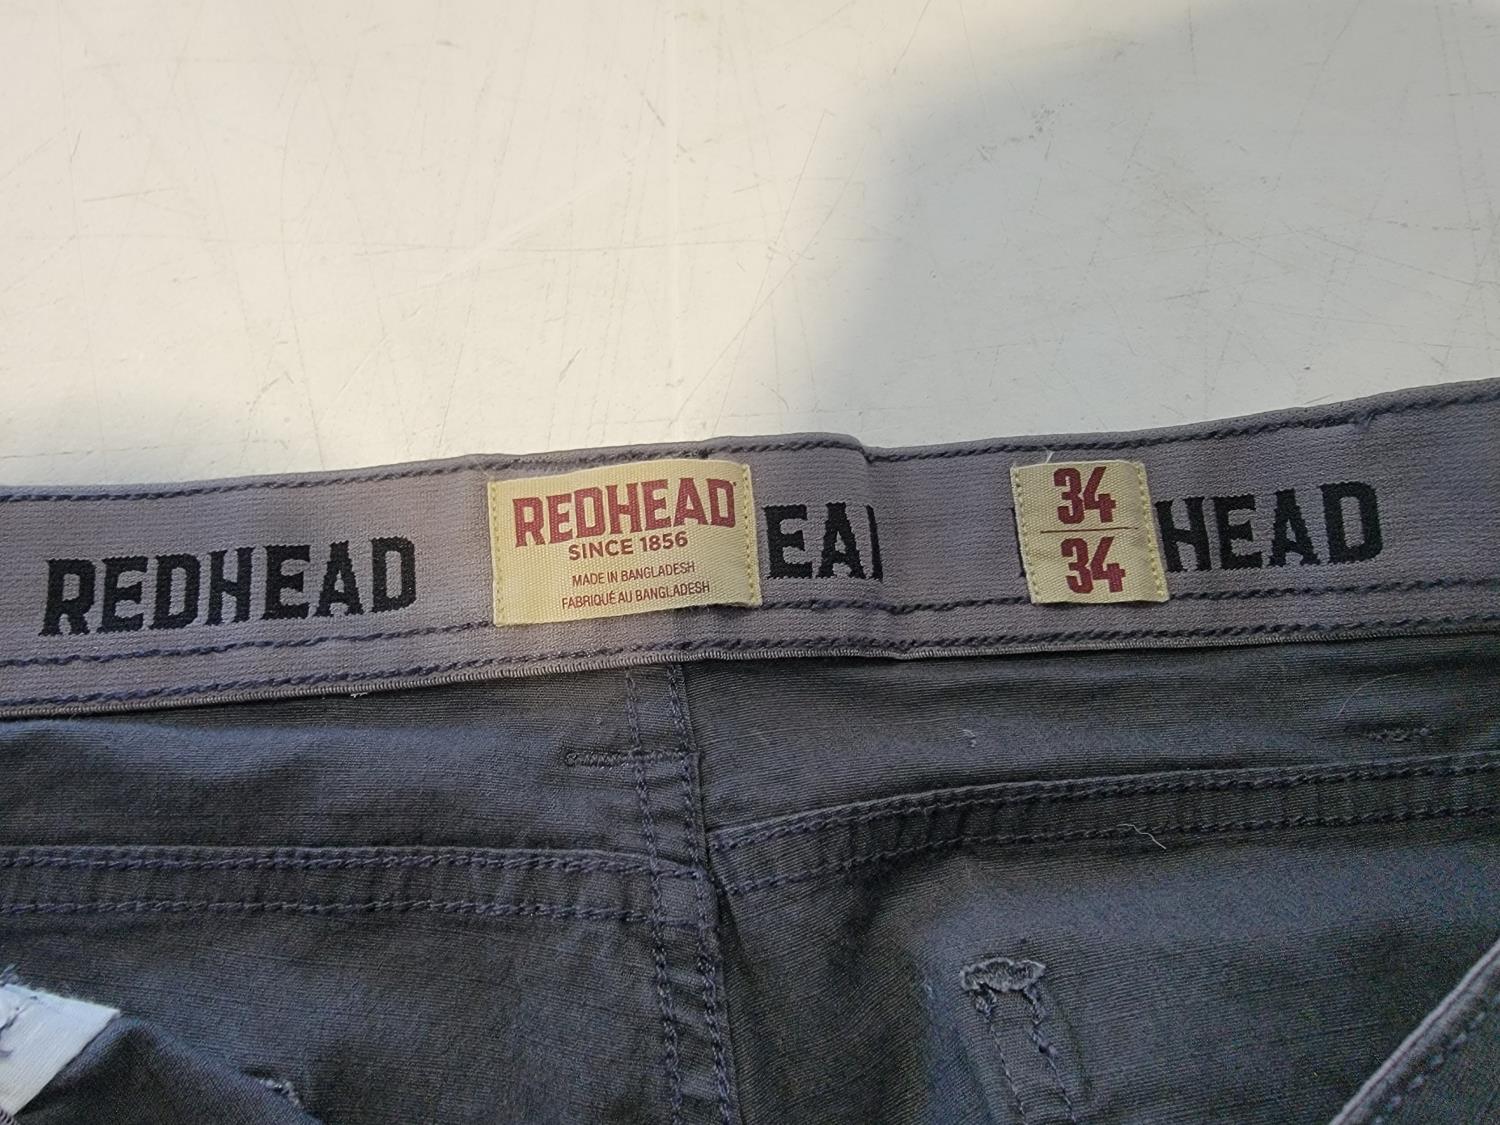 REDHEAD
REDHEAD
SINCE 1856
MADE IN BANGLADESH
FABRIQUÉ AU BANGLADESH
EAD
34
34
HEAD